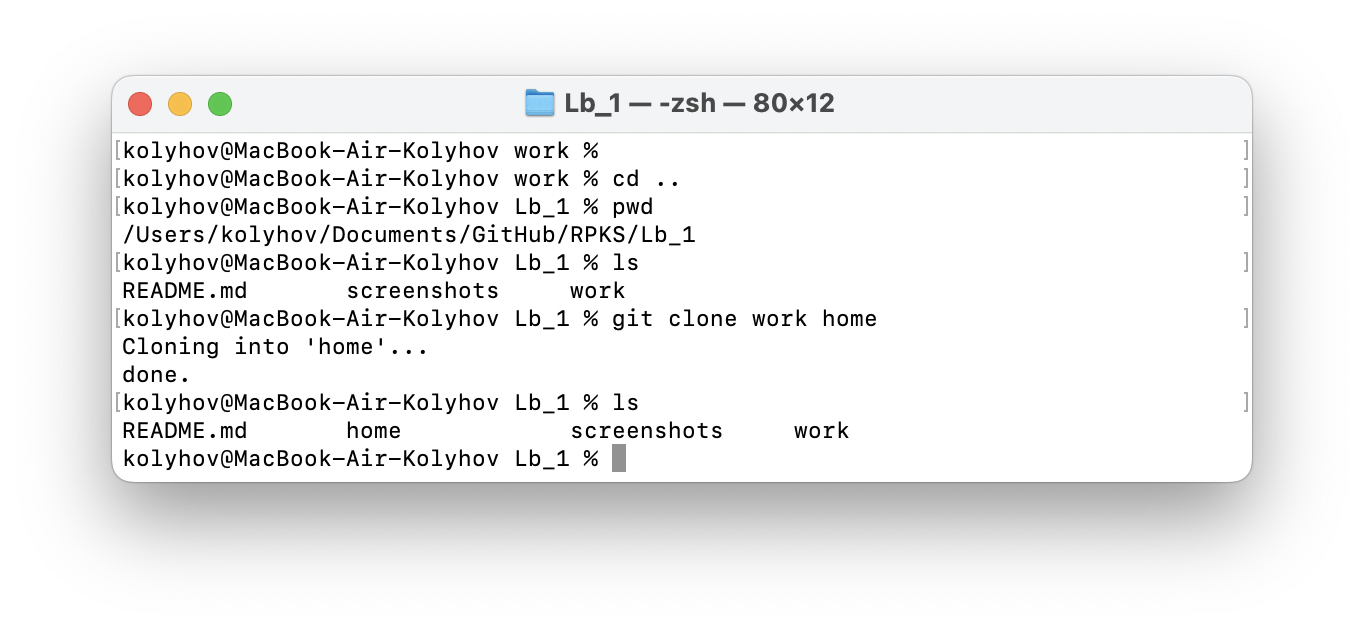 Lb_1 — -zsh — 80×12
[kolyhov@MacBook-Air-Kolyhov work % ]
[kolyhov@MacBook-Air-Kolyhov work % cd .. ]
[kolyhov@MacBook-Air-Kolyhov Lb_1 % pwd ]
/Users/kolyhov/Documents/GitHub/RPKS/Lb_1
[kolyhov@MacBook-Air-Kolyhov Lb_1 % ls ]
README.md screenshots work
[kolyhov@MacBook-Air-Kolyhov Lb_1 % git clone work home ]
Cloning into 'home'...
done.
[kolyhov@MacBook-Air-Kolyhov Lb_1 % ls ]
README.md home screenshots work
kolyhov@MacBook-Air-Kolyhov Lb_1 %